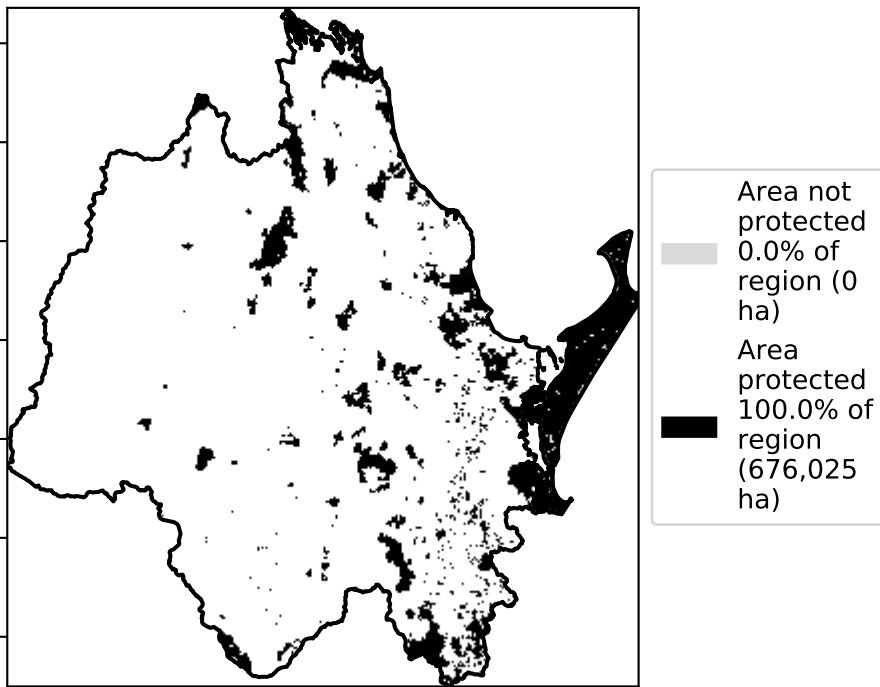 Area not
protected
0.0% of
region (0
ha)
Area
protected
100.0% of
region
(676,025
ha)